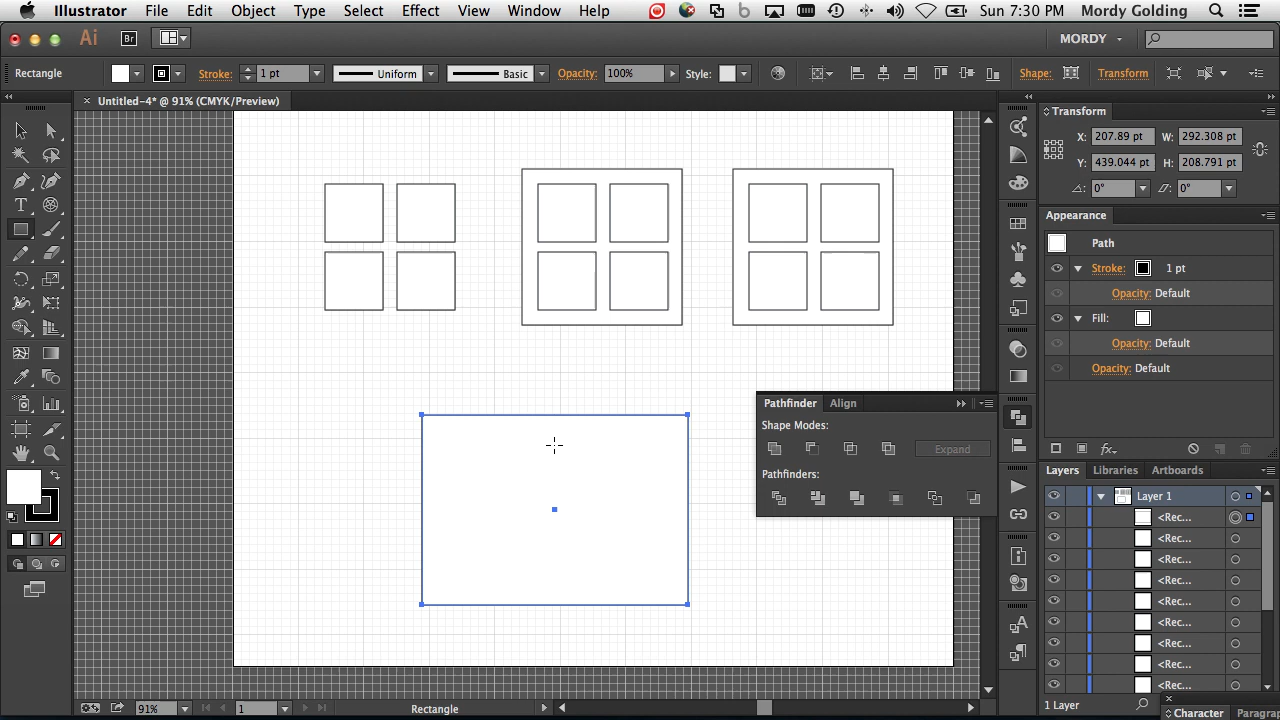 Illustrator File Edit Object Type Select Effect View Window Help Sun 7:30 PM Mordy Golding
Ai Br MORDY
Rectangle Stroke: 1 pt Uniform Basic Opacity: 100% Style: Shape: Transform
× Untitled-4* @ 91% (CMYK/Preview)
Transform
X: 207.89 pt W: 292.308 pt
Y: 439.044 pt H: 208.791 pt
0° 0°
Appearance
Path
Stroke: 1 pt
Opacity: Default
Fill:
Opacity: Default
Opacity: Default
Pathfinder Align
Shape Modes:
Expand
Pathfinders:
Layers Libraries Artboards
Layer 1
<Rec...
<Rec...
<Rec...
<Rec...
<Rec...
<Rec...
<Rec...
<Rec...
<Rec...
1 Layer
91% 1 Rectangle
Character Paragra